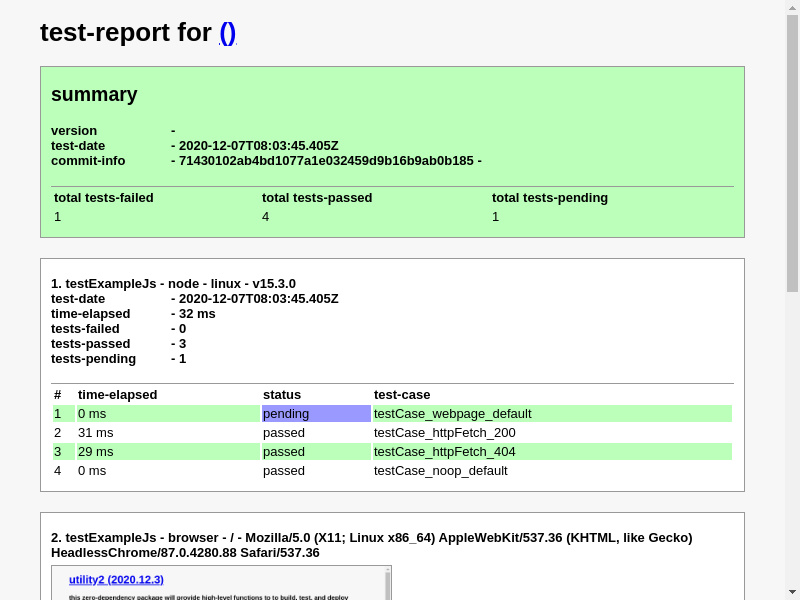 test-report for ()
summary
version -
test-date - 2020-12-07T08:03:45.405Z
commit-info - 71430102ab4bd1077a1e032459d9b16b9ab0b185 -
total tests-failed total tests-passed total tests-pending
1 4 1
1. testExampleJs - node - linux - v15.3.0
test-date - 2020-12-07T08:03:45.405Z
time-elapsed - 32 ms
tests-failed - 0
tests-passed - 3
tests-pending - 1
# time-elapsed status test-case
1 0 ms pending testCase_webpage_default
2 31 ms passed testCase_httpFetch_200
3 29 ms passed testCase_httpFetch_404
4 0 ms passed testCase_noop_default
2. testExampleJs - browser - / - Mozilla/5.0 (X11; Linux x86_64) AppleWebKit/537.36 (KHTML, like Gecko)
HeadlessChrome/87.0.4280.88 Safari/537.36
utility2 (2020.12.3)
this zero-dependency package will provide high-level functions to to build, test, and deploy